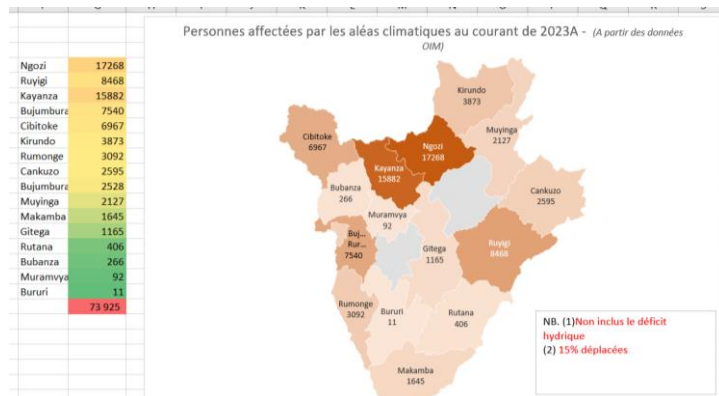 Personnes affectées par les aléas climatiques au courant de 2023A - (A partir des données
OIM)
Ngozi 17268
Ruyigi 8468
Kayanza 15882
Bujumbura 7540
Cibitoke 6967
Kirundo 3873
Rumonge 3092
Cankuzo 2595
Bujumbura 2528
Muyinga 2127
Makamba 1645
Gitega 1165
Rutana 406
Bubanza 266
Muramvya 92
Bururi 11
73 925
Kirundo
3873
Cibitoke
6967
Ngozi
17268
Muyinga
2127
Kayanza
15882
Bubanza
266
Cankuzo
2595
Muramvya
92
Buj...
Rur...
7540
Gitega
1165
Ruyigi
8468
Rumonge
3092
Bururi
11
Rutana
406
Makamba
1645
NB. (1)Non inclus le déficit
hydrique
(2) 15% déplacées